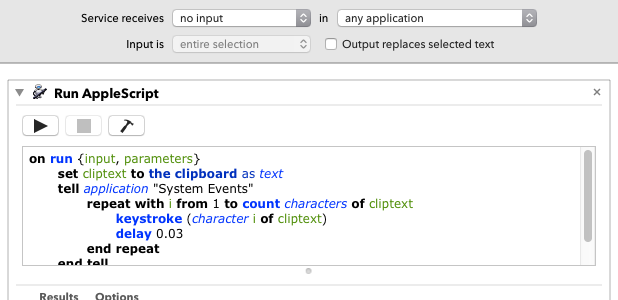 Service receives no input in any application
Input is entire selection Output replaces selected text
Run AppleScript
on run {input, parameters}
set cliptext to the clipboard as text
tell application "System Events"
repeat with i from 1 to count characters of cliptext
keystroke (character i of cliptext)
delay 0.03
end repeat
end tell
Results Options